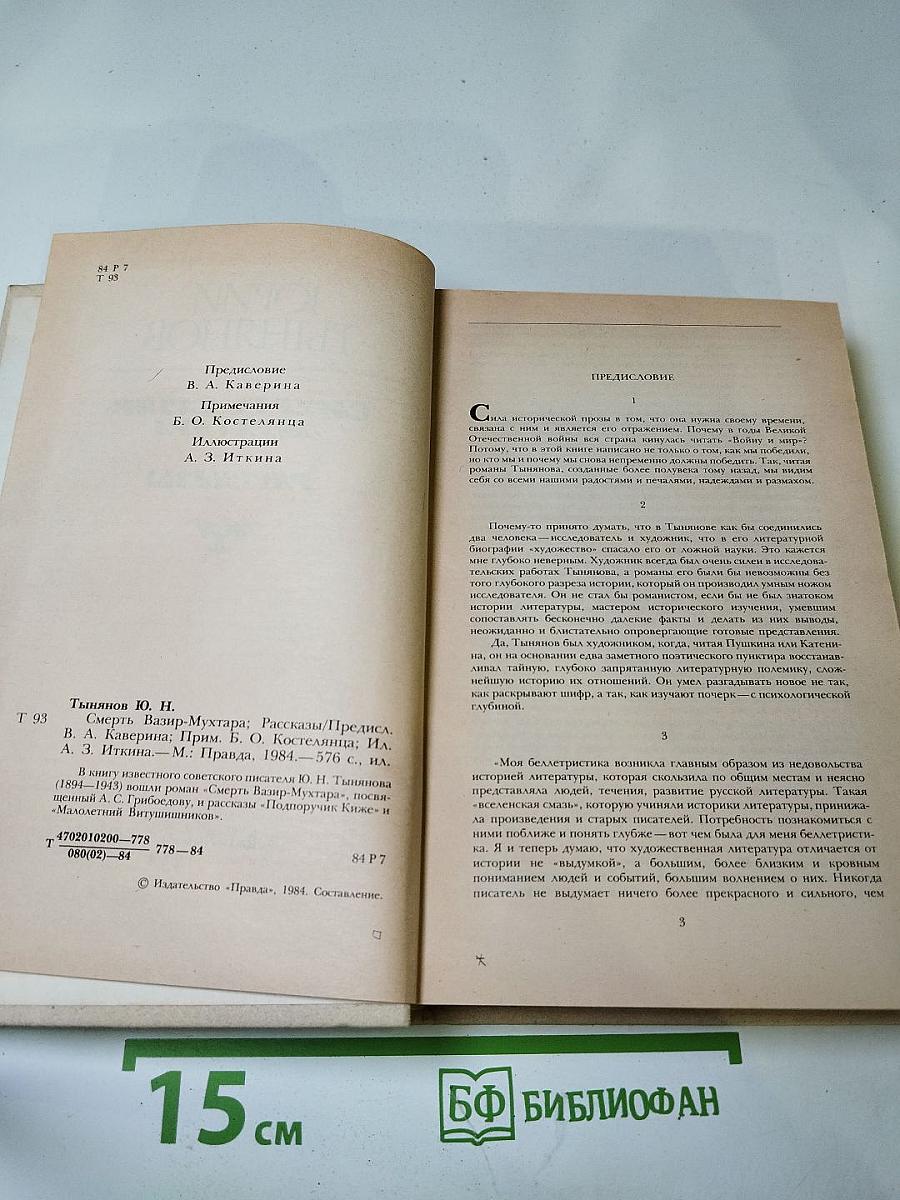 84 Р 7
Т 93
Предисловие
В. А. Каверина
Примечания
Б. О. Костелянца
Иллюстрации
А. З. Иткина
Тынянов Ю. Н.
Т 93 Смерть Вазир-Мухтара; Рассказы/Предисл.
В. А. Каверина; Прим. Б. О. Костелянца; Ил.
А. З. Иткина.— М.: Правда, 1984.— 576 с., ил.
В книгу известного советского писателя Ю. Н. Тынянова
(1894—1943) вошли роман «Смерть Вазир-Мухтара», посвя-
щенный А. С. Грибоедову, и рассказы «Подпоручик Киже» и
«Малолетний Витушишников».
Т 4702010200—778
080(02)—84
778—84
84 Р 7
© Издательство «Правда», 1984. Составление.
ПРЕДИСЛОВИЕ
1
Сила исторической прозы в том, что она нужна своему времени,
связана с ним и является его отражением. Почему в годы Великой
Отечественной войны вся страна кинулась читать «Войну и мир»?
Потому, что в этой книге написано не только о том, как мы победили,
но кто мы и почему мы снова непременно должны победить. Так, читая
романы Тынянова, созданные более полувека тому назад, мы видим
себя со всеми нашими радостями и печалями, надеждами и размахом.
2
Почему-то принято думать, что в Тынянове как бы соединились
два человека — исследователь и художник, что в его литературной
биографии «художество» спасало его от ложной науки. Это кажется
мне глубоко неверным. Художник всегда был очень силен в исследова-
тельских работах Тынянова, а романы его были бы невозможны без
того глубокого разреза истории, который он производил умным ножом
исследователя. Он не стал бы романистом, если бы не был знатоком
истории литературы, мастером исторического изучения, умевшим
сопоставлять бесконечно далекие факты и делать из них выводы,
неожиданно и блистательно опровергающие готовые представления.
Да, Тынянов был художником, когда, читая Пушкина или Катени-
на, он на основании едва заметного поэтического пунктира восстанав-
ливал тайную, глубоко запрятанную литературную полемику, слож-
нейшую историю их отношений. Он умел разгадывать новое не так,
как раскрывают шифр, а так, как изучают почерк — с психологической
глубиной.
3
«Моя беллетристика возникла главным образом из недовольства
историей литературы, которая скользила по общим местам и неясно
представляла людей, течения, развитие русской литературы. Такая
«вселенская смазь», которую учиняли историки литературы, принижа-
ла произведения и старых писателей. Потребность познакомиться с
ними поближе и понять глубже — вот чем была для меня беллетристи-
ка. Я и теперь думаю, что художественная литература отличается от
истории не «выдумкой», а большим, более близким и кровным
пониманием людей и событий, большим волнением о них. Никогда
писатель не выдумает ничего более прекрасного и сильного, чем
3
15 см
БФ БИБЛИОФАН